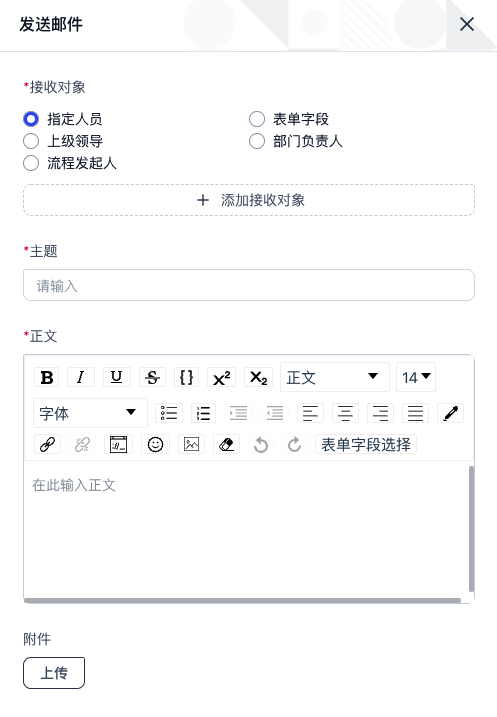 发送邮件
*接收对象
指定人员 表单字段
上级领导 部门负责人
流程发起人
+ 添加接收对象
*主题
请输入
*正文
B I U S {} X² X₂ 正文 14
字体
表单字段选择
在此输入正文
附件
上传